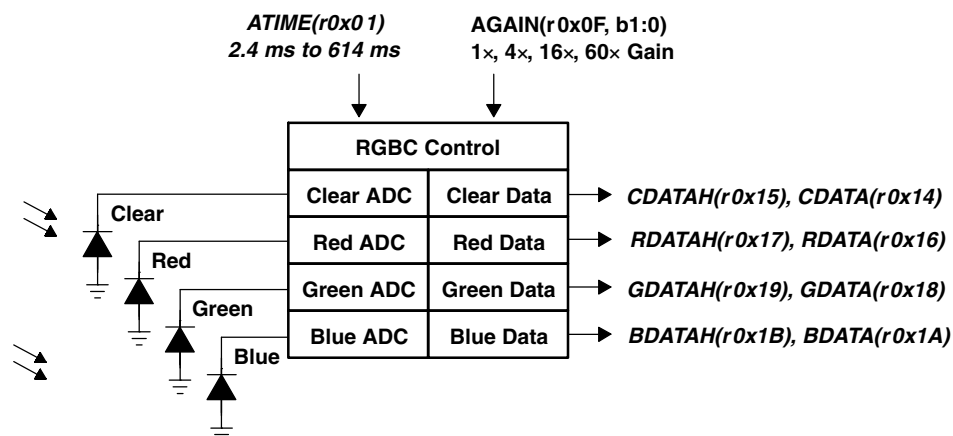 ATIME(r0x01)
2.4 ms to 614 ms
AGAIN(r0x0F, b1:0)
1×, 4×, 16×, 60× Gain
RGBC Control
Clear
Clear ADC
Clear Data
CDATAH(r0x15), CDATA(r0x14)
Red
Red ADC
Red Data
RDATAH(r0x17), RDATA(r0x16)
Green
Green ADC
Green Data
GDATAH(r0x19), GDATA(r0x18)
Blue
Blue ADC
Blue Data
BDATAH(r0x1B), BDATA(r0x1A)